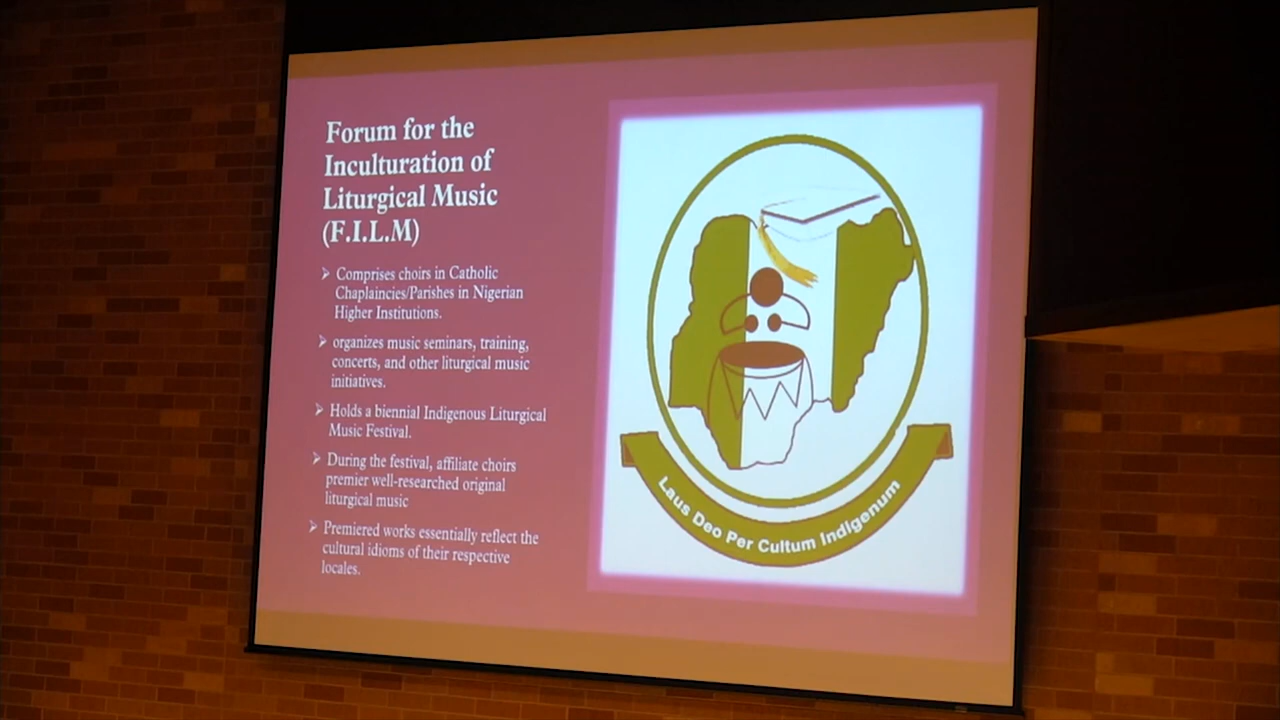 Forum for the
Inculturation of
Liturgical Music
(F.I.L.M)
Comprises choirs in Catholic
Chaplaincies/Parishes in Nigerian
Higher Institutions.
organizes music seminars, training,
concerts, and other liturgical music
initiatives.
Holds a biennial Indigenous Liturgical
Music Festival.
During the festival, affiliate choirs
premier well-researched original
liturgical music
Premiered works essentially reflect the
cultural idioms of their respective
locales.
Laus Deo Per Cultum Indigenum